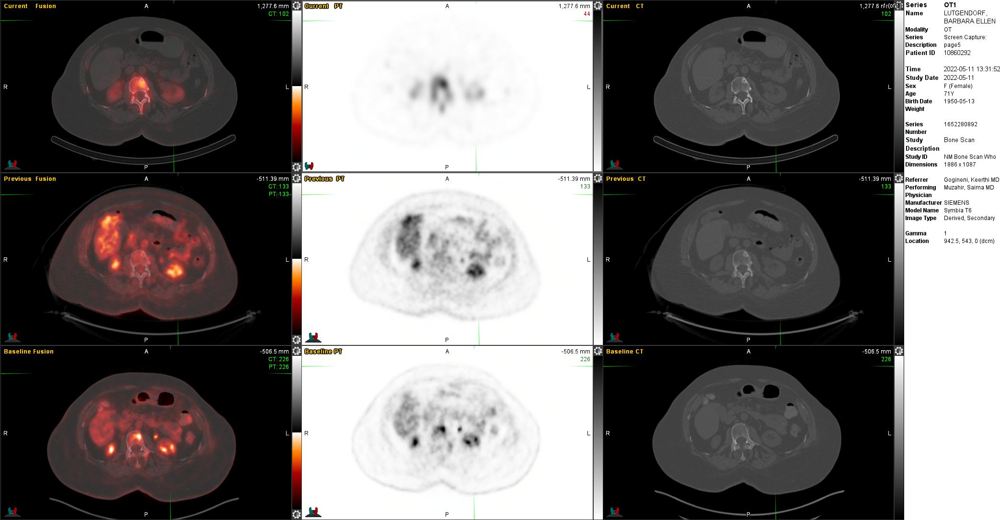 Current Fusion
A
1,277.6 mm
CT: 102
R
L
P
Current PT
A
1,277.6 mm
44
R
L
P
Current CT
A
102
R
L
P
Previous Fusion
A
-511.39 mm
CT: 133
PT: 133
R
L
P
Previous PT
A
-511.39 mm
133
R
L
P
Previous CT
A
-511.39 mm
133
R
L
P
Baseline Fusion
A
-506.5 mm
CT: 226
PT: 226
R
L
P
Baseline PT
A
-506.5 mm
226
R
L
P
Baseline CT
A
-506.5 mm
226
R
L
P
Series OT1
Name LUTGENDORF,
BARBARA ELLEN
Modality OT
Series Screen Capture:
Description page5
Patient ID 10860292
Time 2022-05-11 13:31:52
Study Date 2022-05-11
Sex F (Female)
Age 71Y
Birth Date 1950-05-13
Weight
Series 1652280892
Number
Study Bone Scan
Description
Study ID NM Bone Scan Who
Dimensions 1886 x 1087
Referrer Gogineni, Keerthi MD
Performing Muzahir, Saima MD
Physician
Manufacturer SIEMENS
Model Name Symbia T6
Image Type Derived, Secondary
Gamma 1
Location 942.5, 543, 0 (dcm)